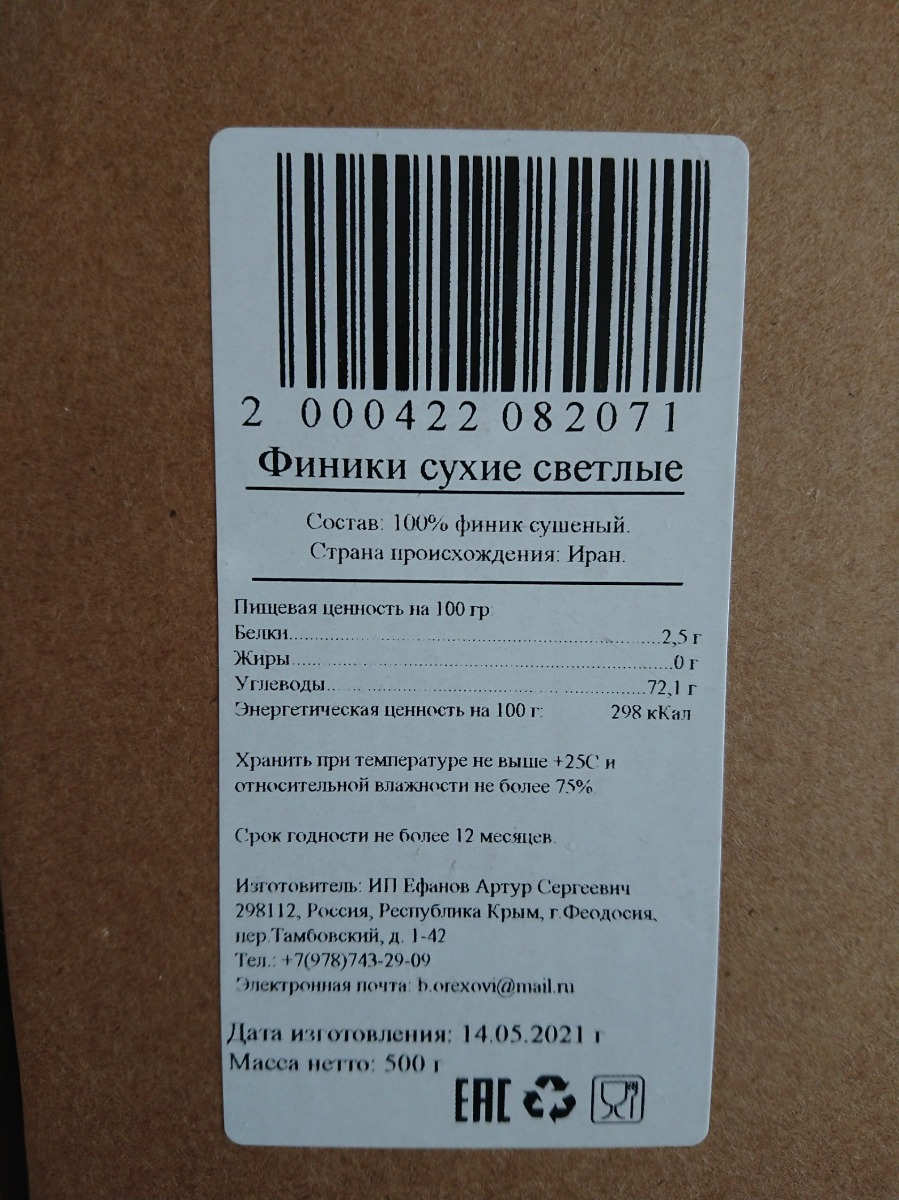 2 000422 082071
Финики сухие светлые
Состав: 100% финик сушеный.
Страна происхождения: Иран.
Пищевая ценность на 100 гр
Белки..............................................................2,5 г
Жиры................................................................0 г
Углеводы.....................................................72,1 г
Энергетическая ценность на 100 г: 298 кКал
Хранить при температуре не выше +25С и
относительной влажности не более 75%
Срок годности не более 12 месяцев.
Изготовитель: ИП Ефанов Артур Сергеевич
298112, Россия, Республика Крым, г.Феодосия,
пер.Тамбовский, д. 1-42
Тел.: +7(978)743-29-09
Электронная почта: b.orexovi@mail.ru
Дата изготовления: 14.05.2021 г
Масса нетто: 500 г
EAC